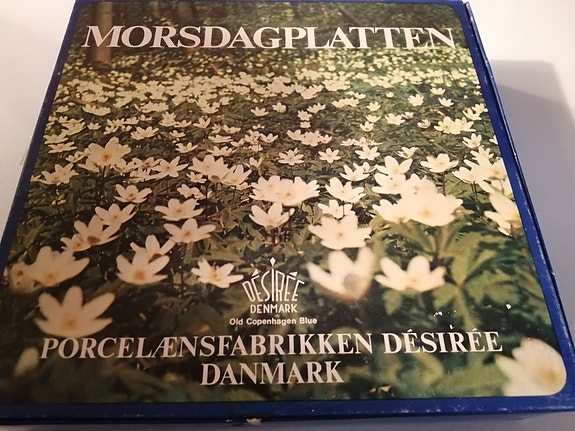 MORSDAGPLATTEN
DÉSIRÉE
DENMARK
Old Copenhagen Blue
PORCELÆNSFABRIKKEN DÉSIRÉE
DANMARK